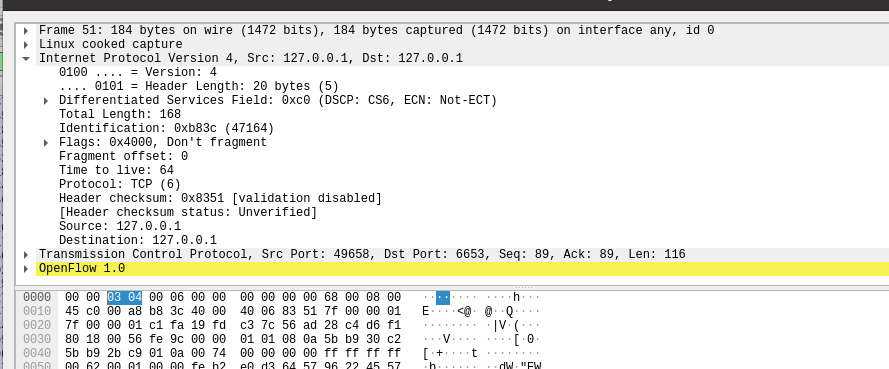 Frame 51: 184 bytes on wire (1472 bits), 184 bytes captured (1472 bits) on interface any, id 0
Linux cooked capture
Internet Protocol Version 4, Src: 127.0.0.1, Dst: 127.0.0.1
0100 .... = Version: 4
.... 0101 = Header Length: 20 bytes (5)
Differentiated Services Field: 0xc0 (DSCP: CS6, ECN: Not-ECT)
Total Length: 168
Identification: 0xb83c (47164)
Flags: 0x4000, Don't fragment
Fragment offset: 0
Time to live: 64
Protocol: TCP (6)
Header checksum: 0x8351 [validation disabled]
[Header checksum status: Unverified]
Source: 127.0.0.1
Destination: 127.0.0.1
Transmission Control Protocol, Src Port: 49658, Dst Port: 6653, Seq: 89, Ack: 89, Len: 116
OpenFlow 1.0
0000 00 00 03 04 00 06 00 00 00 00 00 00 68 00 08 00 ········ ····h···
0010 45 c0 00 a8 b8 3c 40 00 40 06 83 51 7f 00 00 01 E····<@· @··Q····
0020 7f 00 00 01 c1 fa 19 fd c3 7c 56 ad 28 c4 d6 f1 ········ ·|V·(···
0030 80 18 00 56 fe 9c 00 00 01 01 08 0a 5b b9 30 c2 ···V···· ····[·0·
0040 5b b9 2b c9 01 0a 00 74 00 00 00 00 ff ff ff ff [·+····t ········
0050 00 62 00 01 00 00 fe b2 e0 d3 64 57 96 22 45 57 ·b······ ··dW·"EW